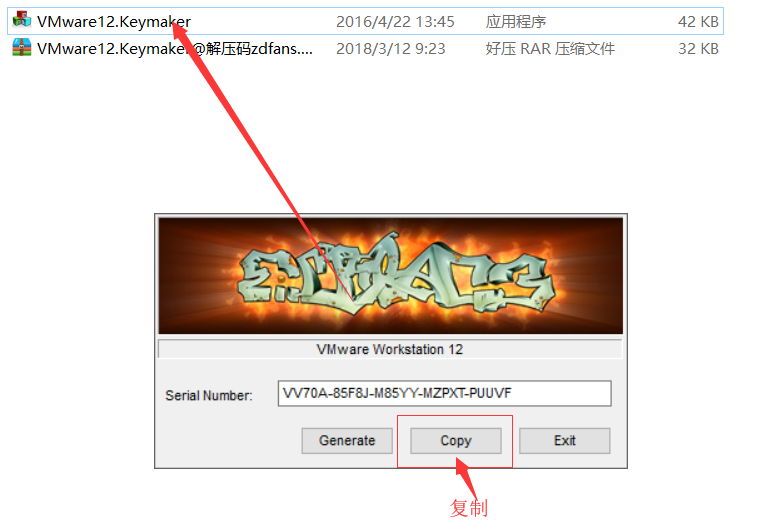 VMware12.Keymaker 2016/4/22 13:45 应用程序 42 KB
VMware12.Keymaker.@解压码zdfans.... 2018/3/12 9:23 好压 RAR 压缩文件 32 KB
EMBRACE
VMware Workstation 12
Serial Number: VV70A-85F8J-M85YY-MZPXT-PUUVF
Generate Copy Exit
复制